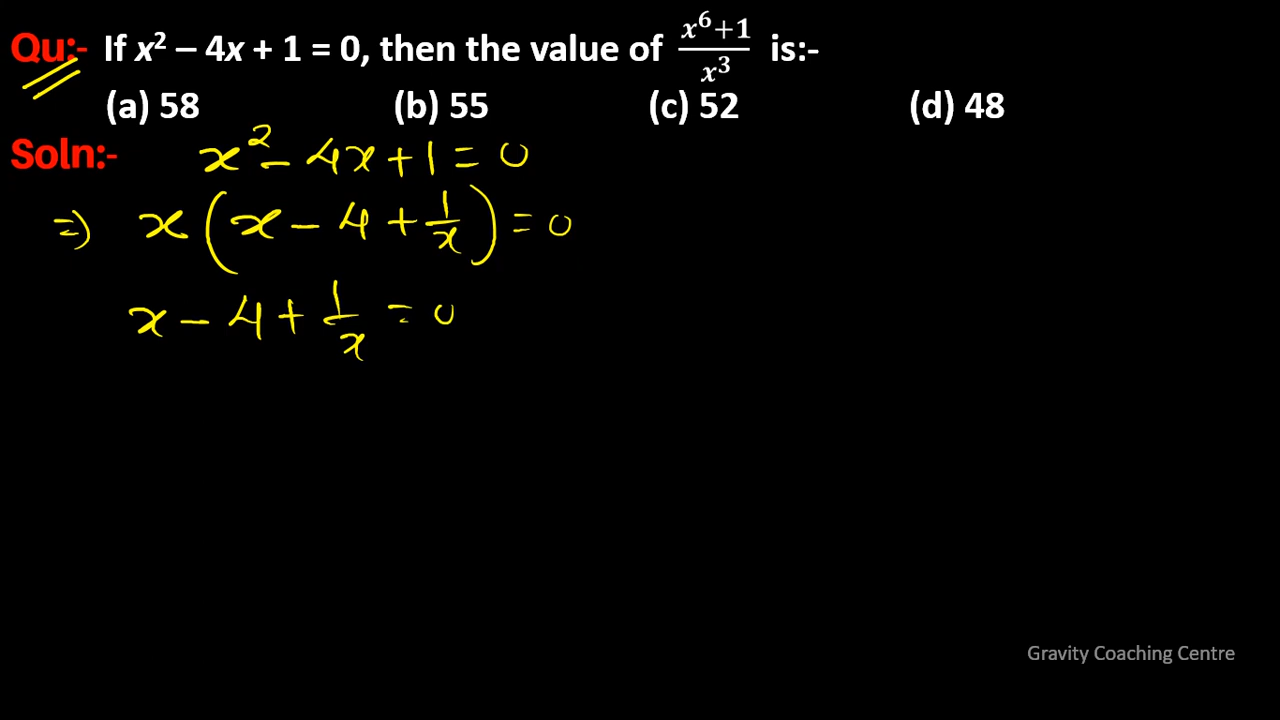 Qu:- If x² – 4x + 1 = 0, then the value of (x⁶+1)/x³ is:-
(a) 58 (b) 55 (c) 52 (d) 48
Soln:- x² – 4x + 1 = 0
⇒ x(x – 4 + 1/x) = 0
x – 4 + 1/x = 0
Gravity Coaching Centre